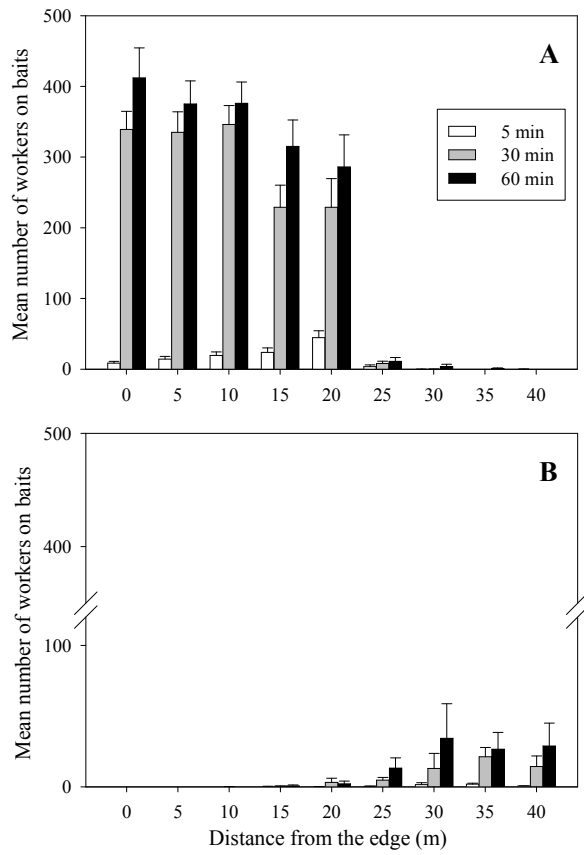 500
A
400
5 min
300
30 min
60 min
200
100
0
0 5 10 15 20 25 30 35 40
Mean number of workers on baits
500
B
400
100
0
0 5 10 15 20 25 30 35 40
Mean number of workers on baits
Distance from the edge (m)